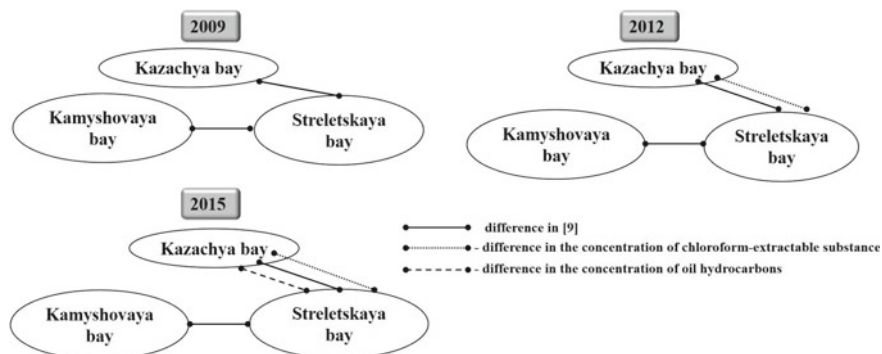 2009
Kazachya bay
Kamyshovaya
bay
Streletskaya
bay
2012
Kazachya bay
Kamyshovaya
bay
Streletskaya
bay
2015
Kazachya bay
Kamyshovaya
bay
Streletskaya
bay
difference in [9]
- difference in the concentration of chloroform-extractable substance
- difference in the concentration of oil hydrocarbons